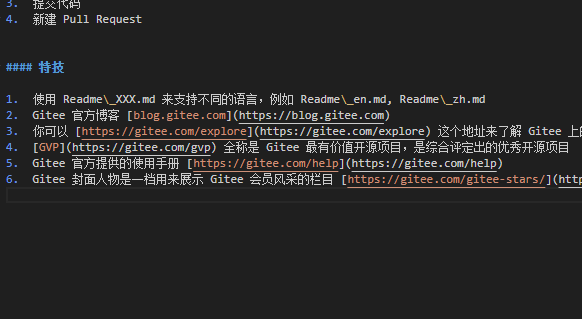 3. 提交代码
4. 新建 Pull Request
#### 特技
1. 使用 Readme\_XXX.md 来支持不同的语言，例如 Readme\_en.md, Readme\_zh.md
2. Gitee 官方博客 [blog.gitee.com](https://blog.gitee.com)
3. 你可以 [https://gitee.com/explore](https://gitee.com/explore) 这个地址来了解 Gitee 上的
4. [GVP](https://gitee.com/gvp) 全称是 Gitee 最有价值开源项目，是综合评定出的优秀开源项目
5. Gitee 官方提供的使用手册 [https://gitee.com/help](https://gitee.com/help)
6. Gitee 封面人物是一档用来展示 Gitee 会员风采的栏目 [https://gitee.com/gitee-stars/](http